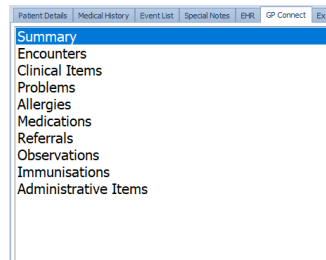 Patient Details Medical History Event List Special Notes EHR GP Connect
Summary
Encounters
Clinical Items
Problems
Allergies
Medications
Referrals
Observations
Immunisations
Administrative Items